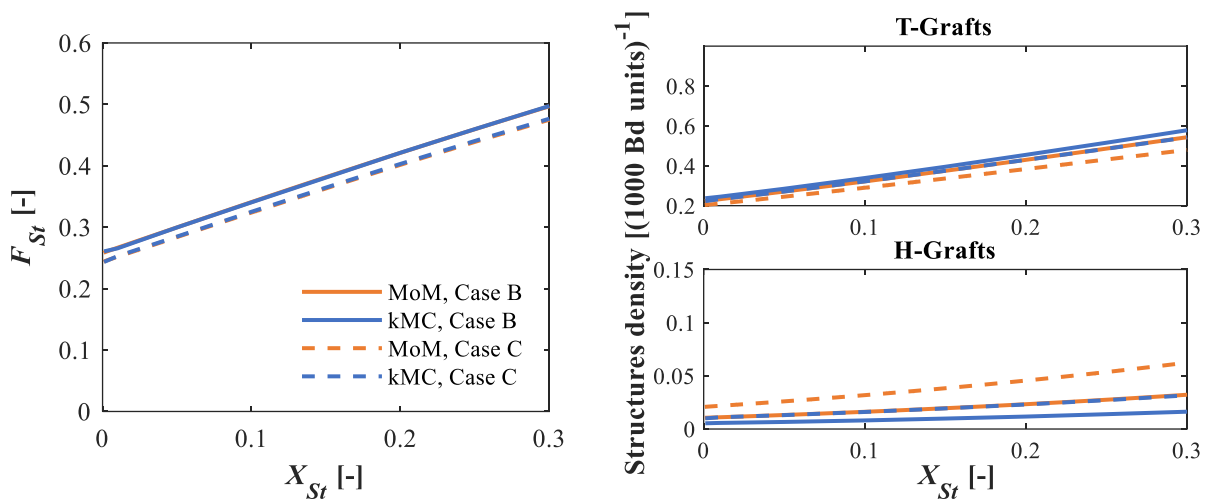 0.6
0.5
0.4
0.3
0.2
0.1
0
F_St [-]
MoM, Case B
kMC, Case B
MoM, Case C
kMC, Case C
0
0.1
0.2
0.3
X_St [-]
Structures density [(1000 Bd units)^-1
T-Grafts
0.8
0.6
0.4
0.2
0
0.1
0.2
0.3
H-Grafts
0.15
0.1
0.05
0
0
0.1
0.2
0.3
X_St [-]